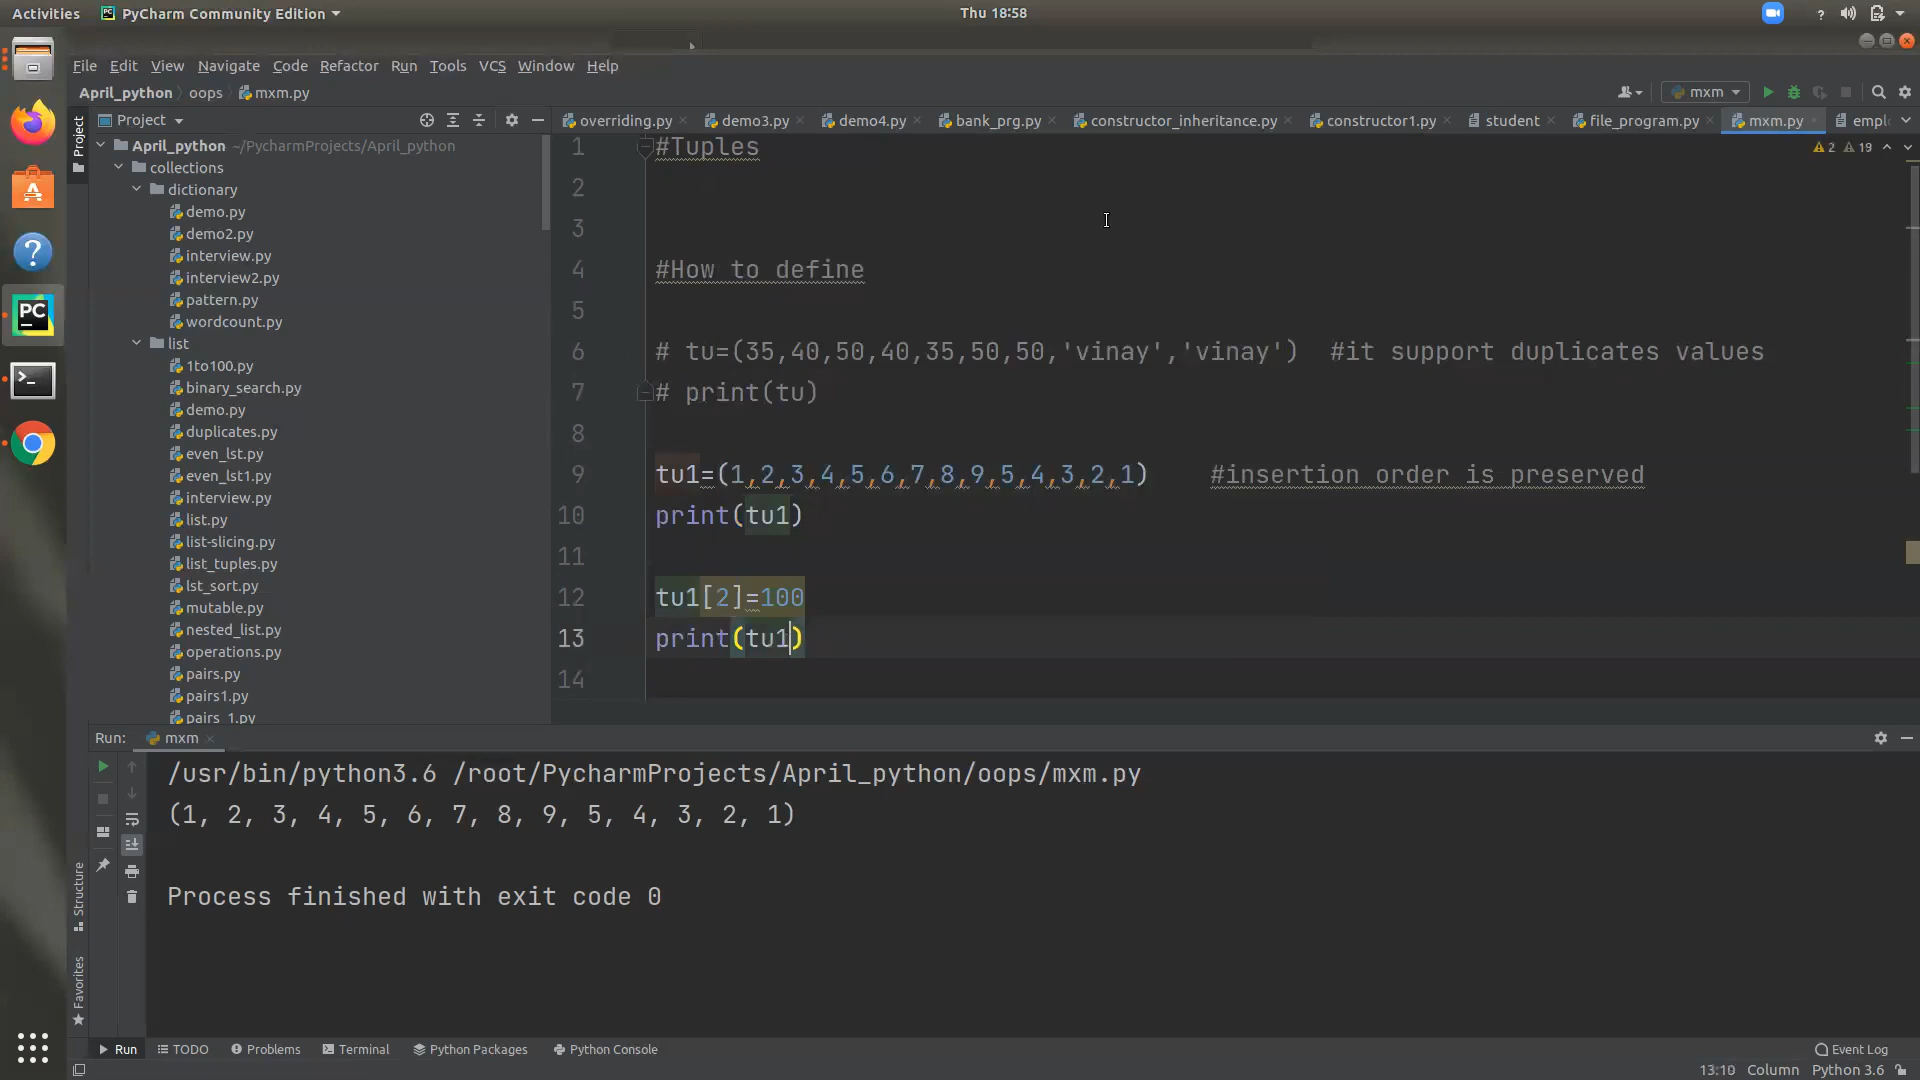 Activities PyCharm Community Edition Thu 18:58
File Edit View Navigate Code Refactor Run Tools VCS Window Help
April_python oops mxm.py mxm
Project overriding.py demo3.py demo4.py bank_prg.py constructor_inheritance.py constructor1.py student file_program.py mxm.py empl
Project
April_python ~/PycharmProjects/April_python
collections
dictionary
demo.py
demo2.py
interview.py
interview2.py
pattern.py
wordcount.py
list
1to100.py
binary_search.py
demo.py
duplicates.py
even_lst.py
even_lst1.py
interview.py
list.py
list-slicing.py
list_tuples.py
lst_sort.py
mutable.py
nested_list.py
operations.py
pairs.py
pairs1.py
pairs_1.py
2 19
1 #Tuples
2
3
4 #How to define
5
6 # tu=(35,40,50,40,35,50,50,'vinay','vinay') #it support duplicates values
7 # print(tu)
8
9 tu1=(1,2,3,4,5,6,7,8,9,5,4,3,2,1) #insertion order is preserved
10 print(tu1)
11
12 tu1[2]=100
13 print(tu1)
14
Run: mxm
/usr/bin/python3.6 /root/PycharmProjects/April_python/oops/mxm.py
(1, 2, 3, 4, 5, 6, 7, 8, 9, 5, 4, 3, 2, 1)
Process finished with exit code 0
Structure
Favorites
Run TODO Problems Terminal Python Packages Python Console Event Log
13:10 Column Python 3.6